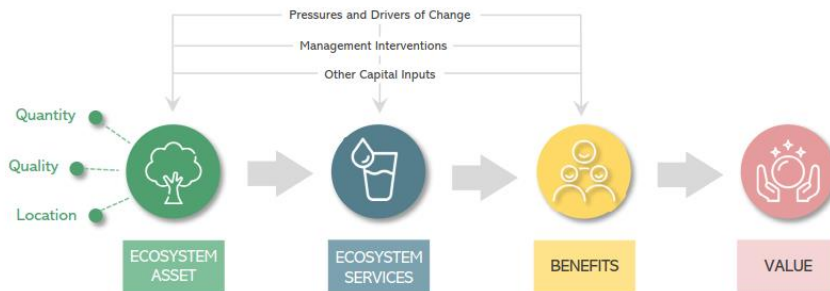 Pressures and Drivers of Change
Management Interventions
Other Capital Inputs
Quantity
Quality
Location
ECOSYSTEM
ASSET
ECOSYSTEM
SERVICES
BENEFITS
VALUE